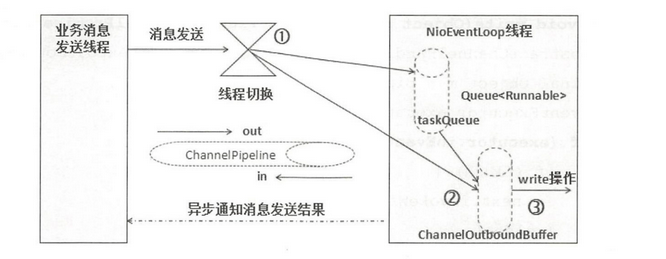 业务消息
发送线程
消息发送
①
线程切换
NioEventLoop线程
Queue<Runnable>
taskQueue
out
ChannelPipeline
in
②
write操作
③
异步通知消息发送结果
ChannelOutboundBuffer